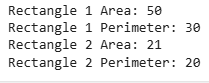 Rectangle 1 Area: 50
Rectangle 1 Perimeter: 30
Rectangle 2 Area: 21
Rectangle 2 Perimeter: 20